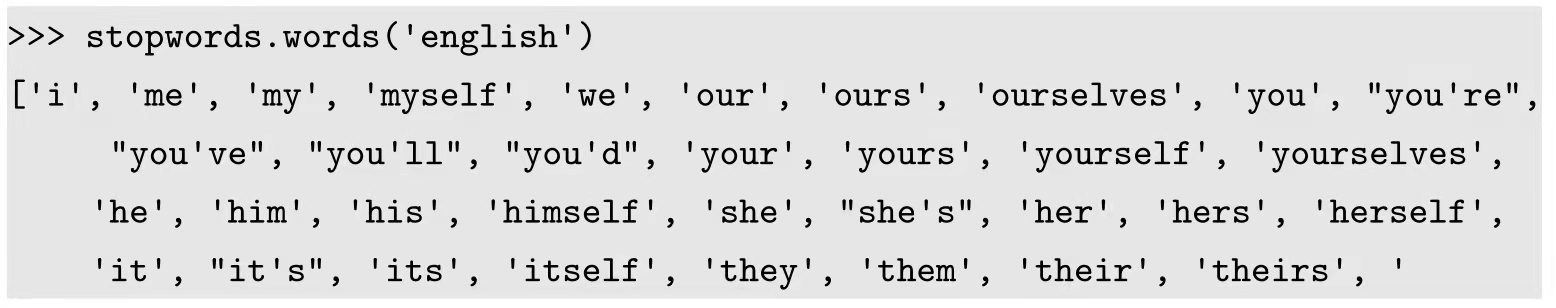 >>> stopwords.words('english')
['i', 'me', 'my', 'myself', 'we', 'our', 'ours', 'ourselves', 'you', "you're",
"you've", "you'll", "you'd", 'your', 'yours', 'yourself', 'yourselves',
'he', 'him', 'his', 'himself', 'she', "she's", 'her', 'hers', 'herself',
'it', "it's", 'its', 'itself', 'they', 'them', 'their', 'theirs', '